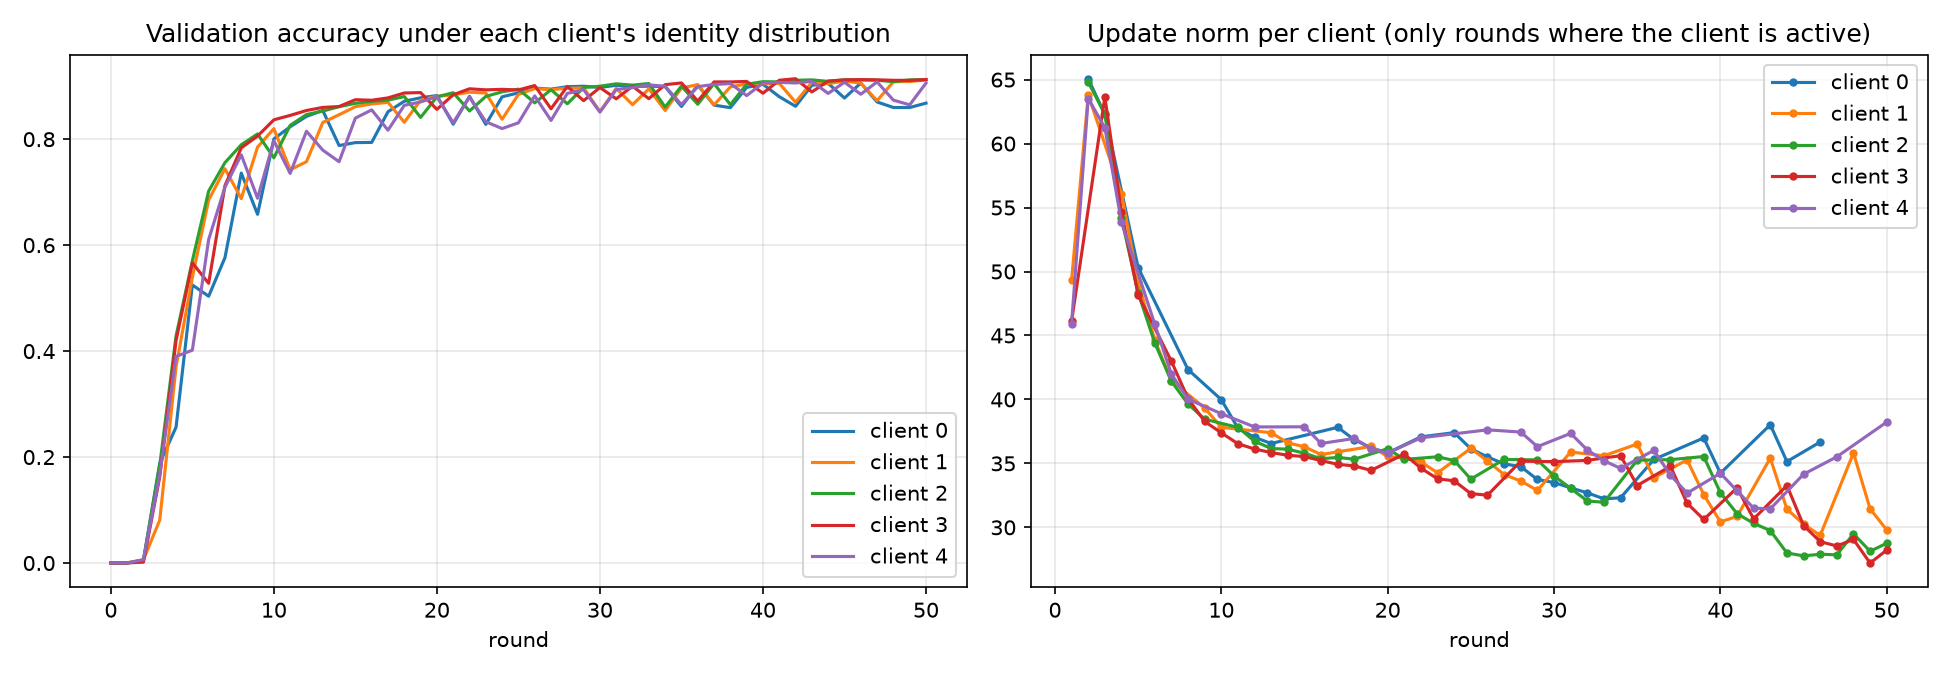 Validation accuracy under each client's identity distribution
0.8
0.6
0.4
0.2
0.0
0 10 20 30 40 50
round
client 0
client 1
client 2
client 3
client 4
Update norm per client (only rounds where the client is active)
65
60
55
50
45
40
35
30
0 10 20 30 40 50
round
client 0
client 1
client 2
client 3
client 4